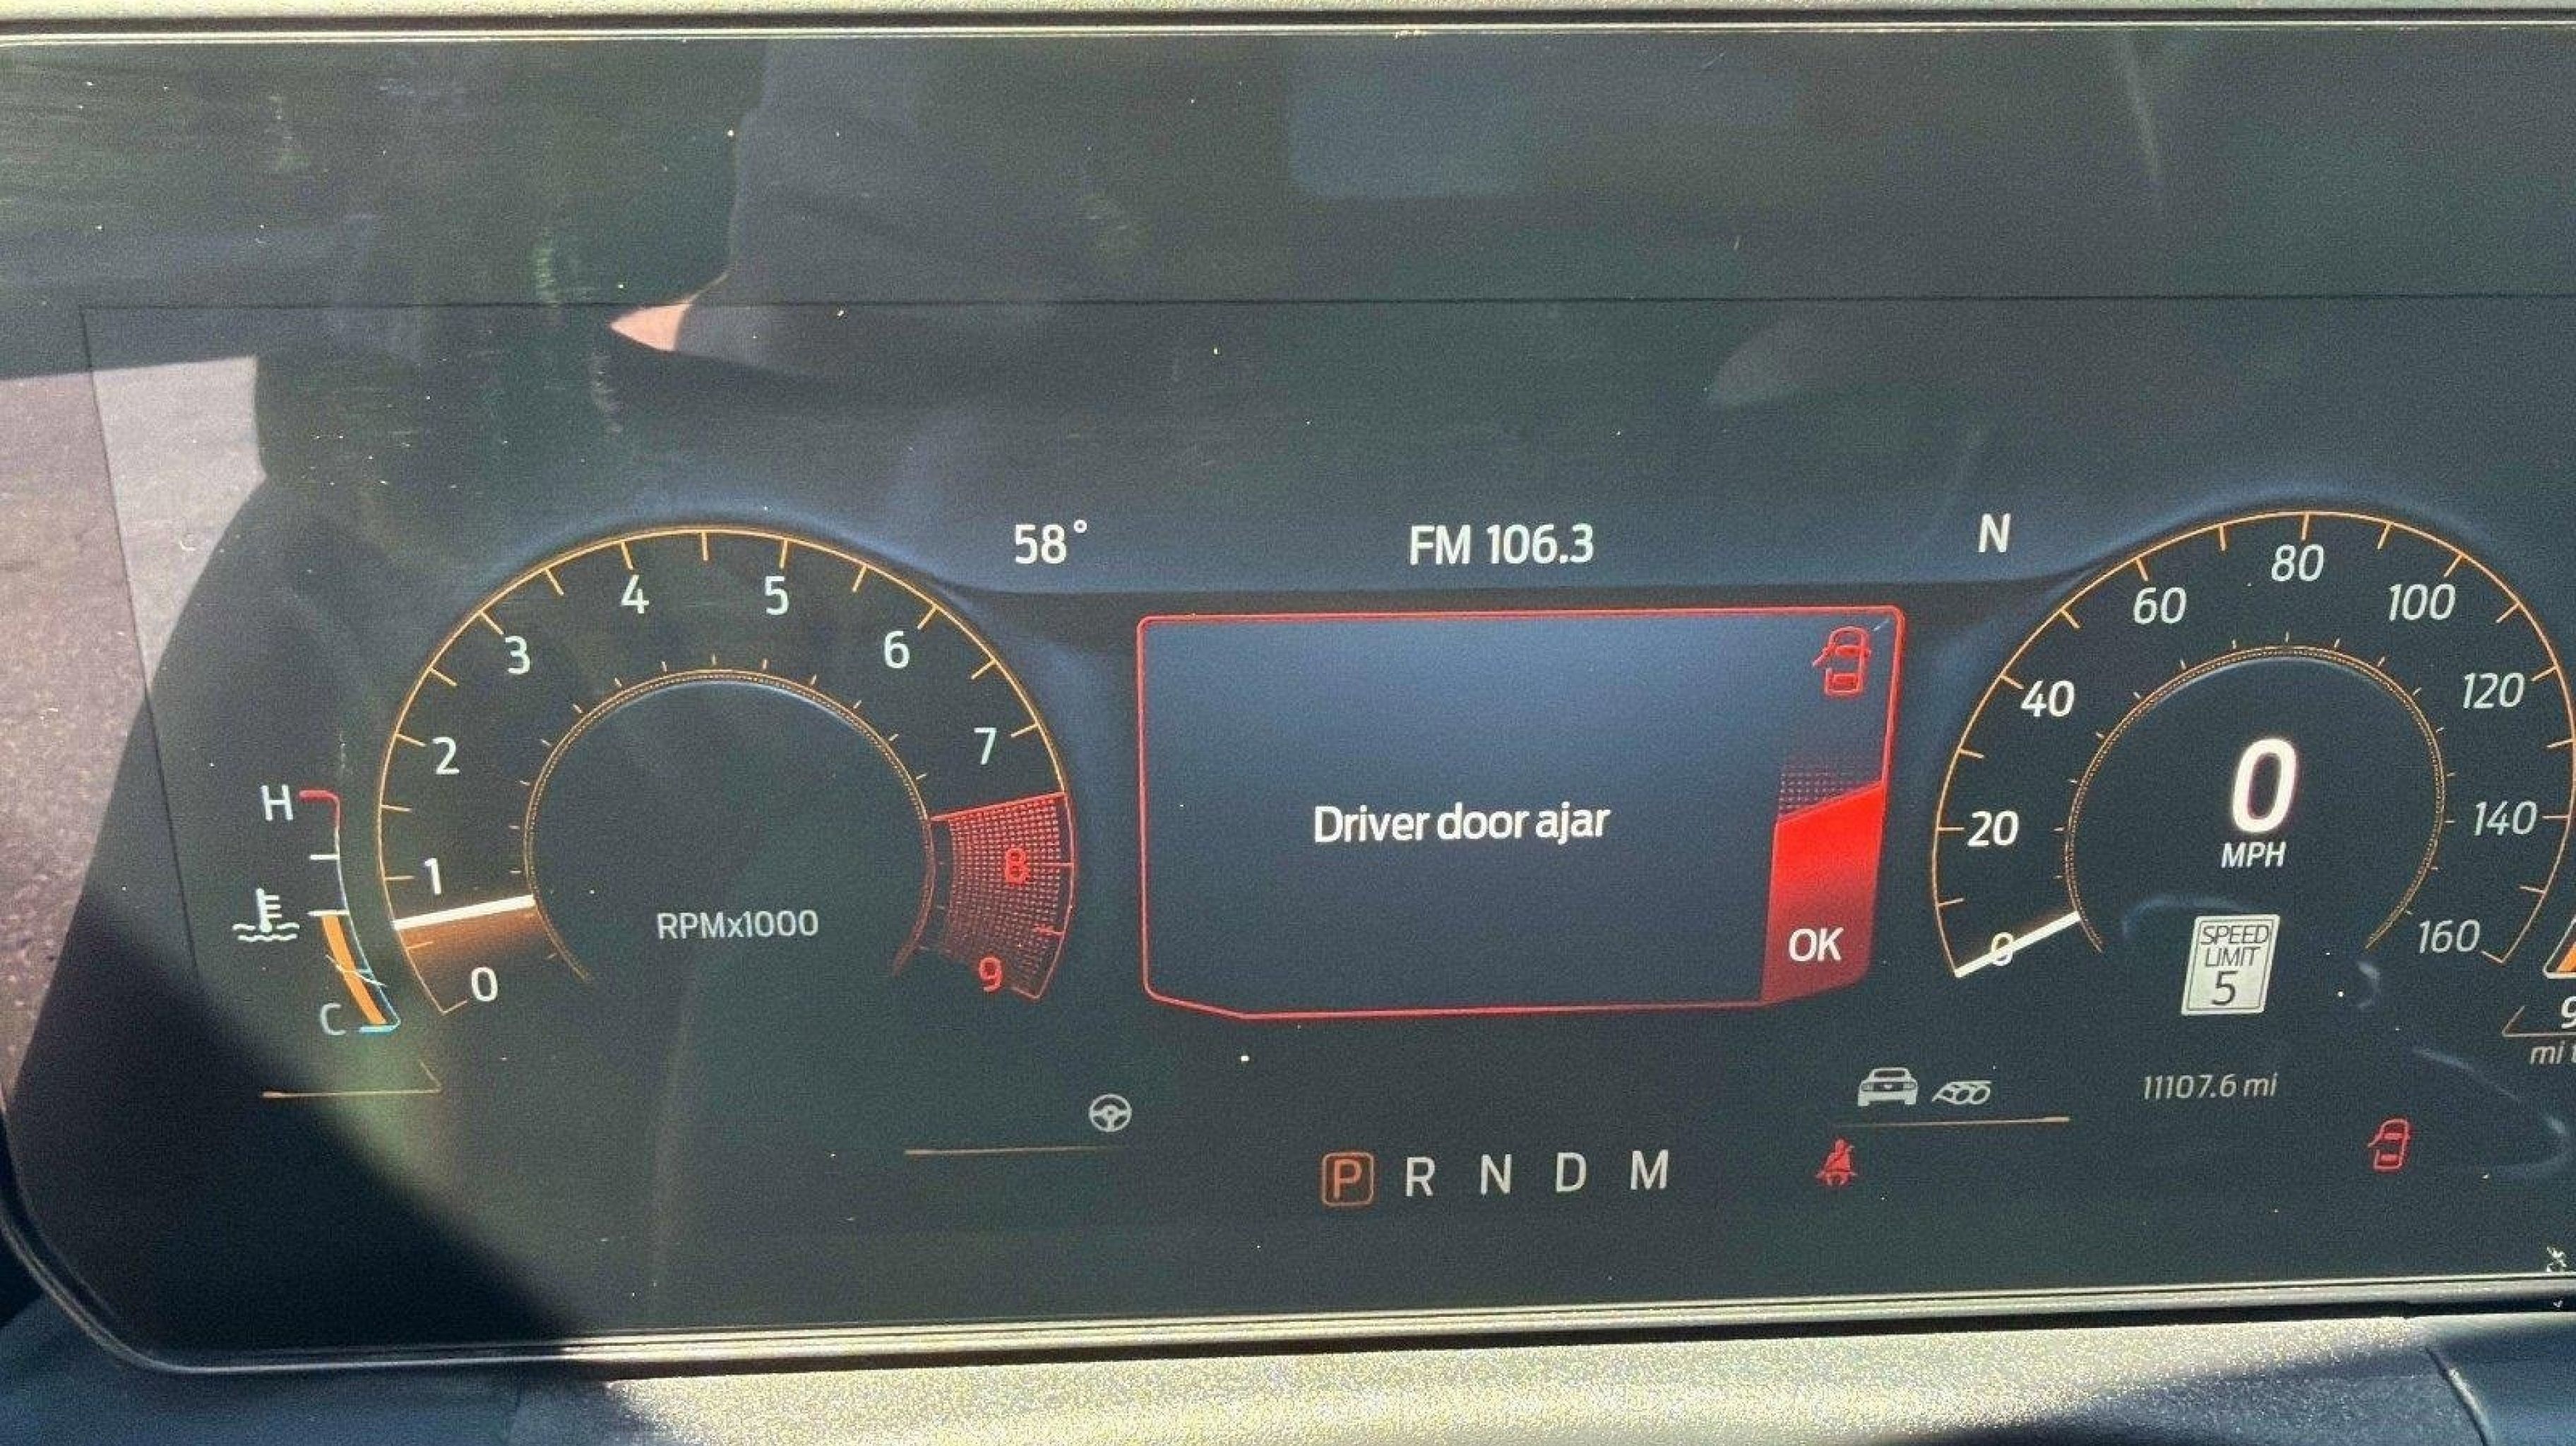 58° FM 106.3 N
4 5
3 6
2 7
1 8
0 9
RPMx1000
H
C
Driver door ajar
OK
80
60 100
40 120
20 140
0 160
0
MPH
SPEED
LIMIT
5
11107.6 mi
mi
P R N D M